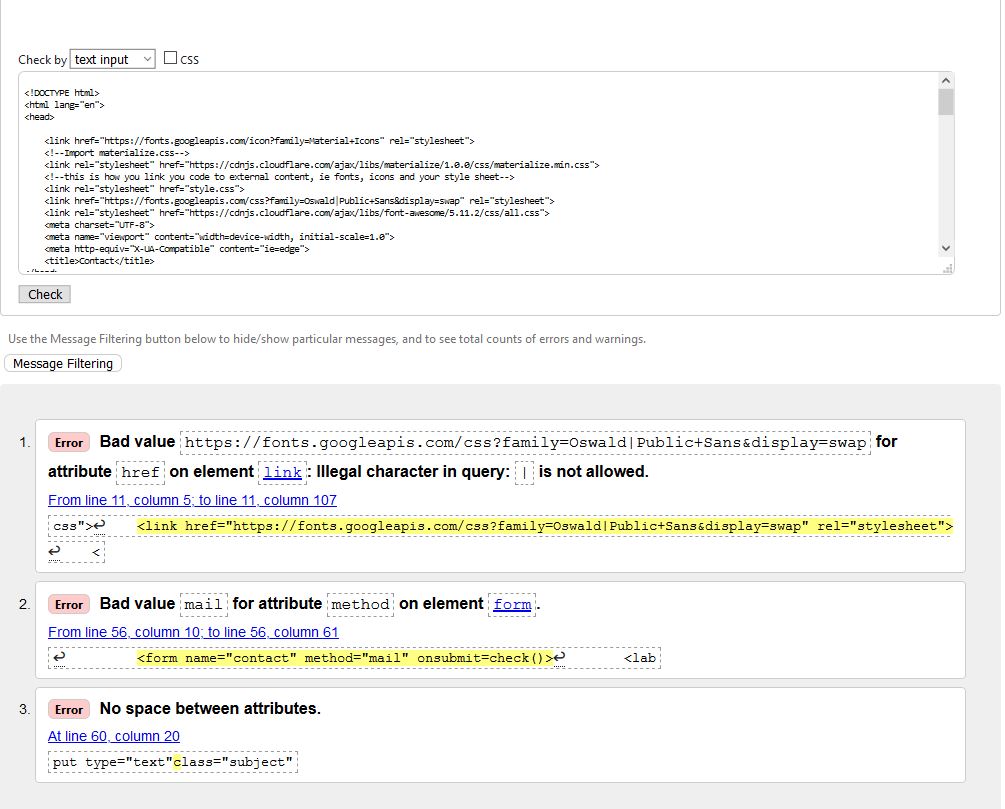 Check by text input CSS
<!DOCTYPE html>
<html lang="en">
<head>
<link href="https://fonts.googleapis.com/icon?family=Material+Icons" rel="stylesheet">
<!--Import materialize.css-->
<link rel="stylesheet" href="https://cdnjs.cloudflare.com/ajax/libs/materialize/1.0.0/css/materialize.min.css">
<!--this is how you link you code to external content, ie fonts, icons and your style sheet-->
<link rel="stylesheet" href="style.css">
<link href="https://fonts.googleapis.com/css?family=Oswald|Public+Sans&display=swap" rel="stylesheet">
<link rel="stylesheet" href="https://cdnjs.cloudflare.com/ajax/libs/font-awesome/5.11.2/css/all.css">
<meta charset="UTF-8">
<meta name="viewport" content="width=device-width, initial-scale=1.0">
<meta http-equiv="X-UA-Compatible" content="ie=edge">
<title>Contact</title>
</head>
Check
Use the Message Filtering button below to hide/show particular messages, and to see total counts of errors and warnings.
Message Filtering
1. Error Bad value https://fonts.googleapis.com/css?family=Oswald|Public+Sans&display=swap for
attribute href on element link: Illegal character in query: | is not allowed.
From line 11, column 5; to line 11, column 107
css">↩ <link href="https://fonts.googleapis.com/css?family=Oswald|Public+Sans&display=swap" rel="stylesheet">
↩ <
2. Error Bad value mail for attribute method on element form.
From line 56, column 10; to line 56, column 61
↩ <form name="contact" method="mail" onsubmit=check()>↩ <lab
3. Error No space between attributes.
At line 60, column 20
put type="text"class="subject"